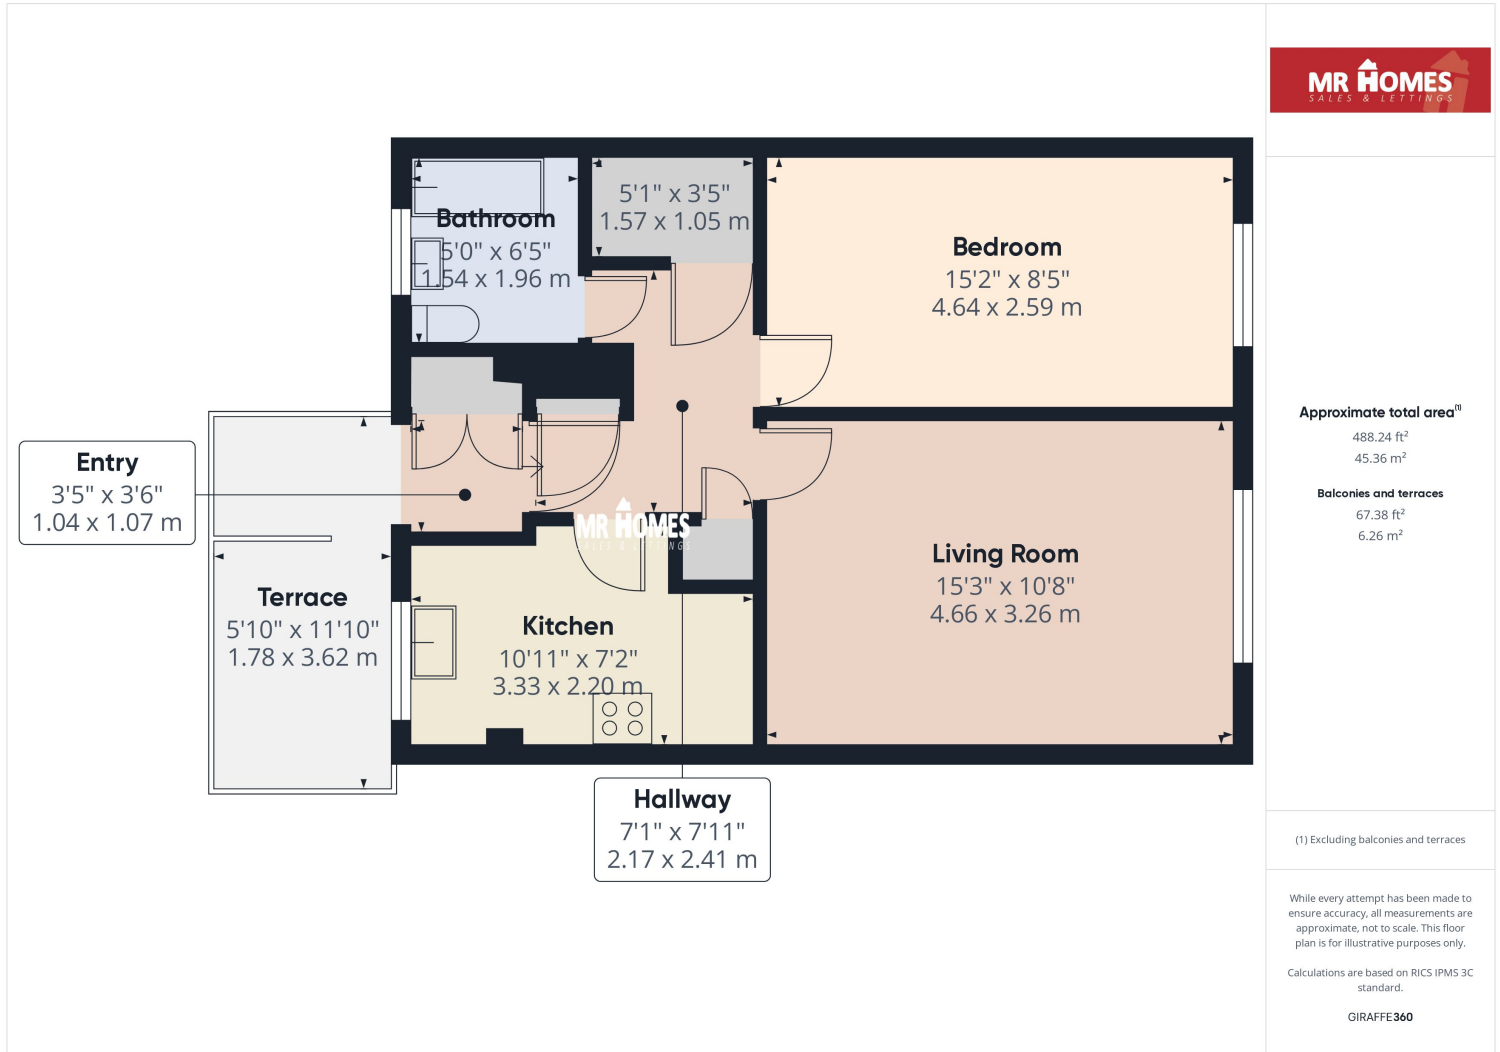 MR HOMES
SALES & LETTINGS
Bathroom
5'0" x 6'5"
1.54 x 1.96 m
5'1" x 3'5"
1.57 x 1.05 m
Bedroom
15'2" x 8'5"
4.64 x 2.59 m
Entry
3'5" x 3'6"
1.04 x 1.07 m
MR HOMES
SALES & LETTINGS
Terrace
5'10" x 11'10"
1.78 x 3.62 m
Kitchen
10'11" x 7'2"
3.33 x 2.20 m
Living Room
15'3" x 10'8"
4.66 x 3.26 m
Hallway
7'1" x 7'11"
2.17 x 2.41 m
Approximate total area(1)
488.24 ft²
45.36 m²
Balconies and terraces
67.38 ft²
6.26 m²
(1) Excluding balconies and terraces
While every attempt has been made to
ensure accuracy, all measurements are
approximate, not to scale. This floor
plan is for illustrative purposes only.
Calculations are based on RICS IPMS 3C
standard.
GIRAFFE360